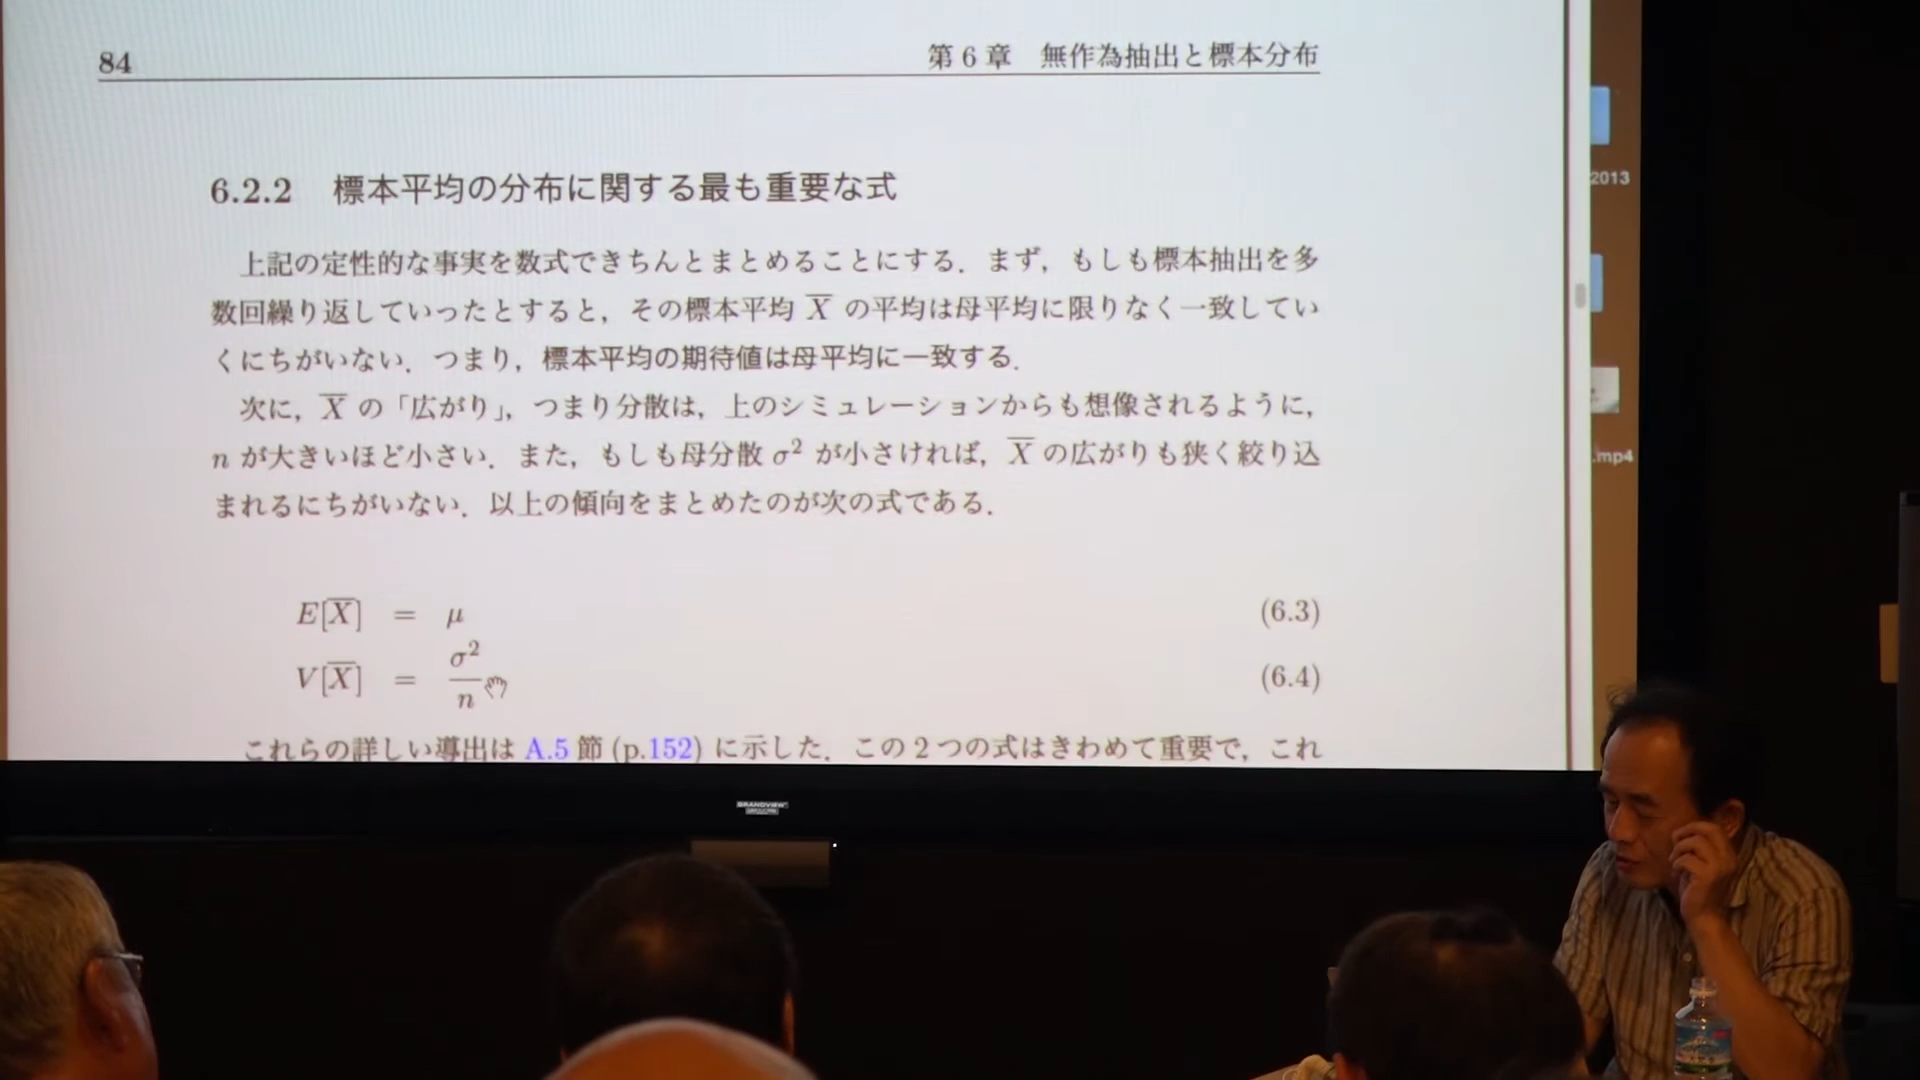 84
第6章 無作為抽出と標本分布
6.2.2 標本平均の分布に関する最も重要な式
上記の定性的な事実を数式できちんとまとめることにする．まず，もしも標本抽出を多
数回繰り返していったとすると，その標本平均 X̅ の平均は母平均に限りなく一致してい
くにちがいない．つまり，標本平均の期待値は母平均に一致する．
次に，X̅ の「広がり」，つまり分散は，上のシミュレーションからも想像されるように，
n が大きいほど小さい．また，もしも母分散 σ² が小さければ，X̅ の広がりも狭く絞り込
まれるにちがいない．以上の傾向をまとめたのが次の式である．
E[X̅] = μ (6.3)
V[X̅] = σ²/n (6.4)
これらの詳しい導出は A.5 節 (p.152) に示した．この2つの式はきわめて重要で，これ
2013
.mp4
GRANDVIEW